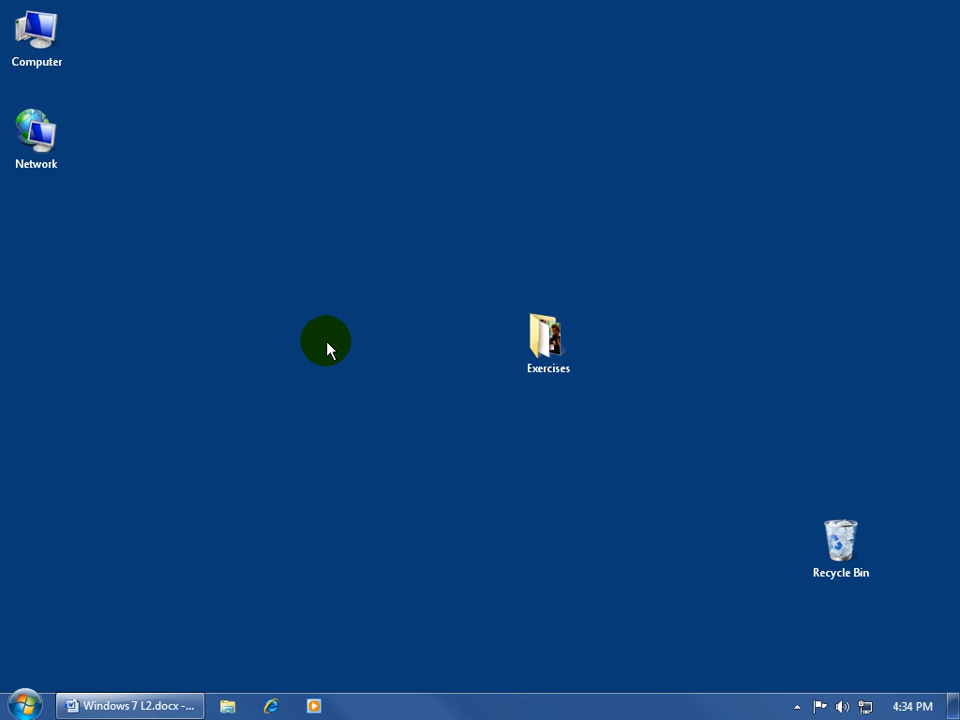 Computer
Network
Exercises
Recycle Bin
Windows 7 L2.docx -...
4:34 PM